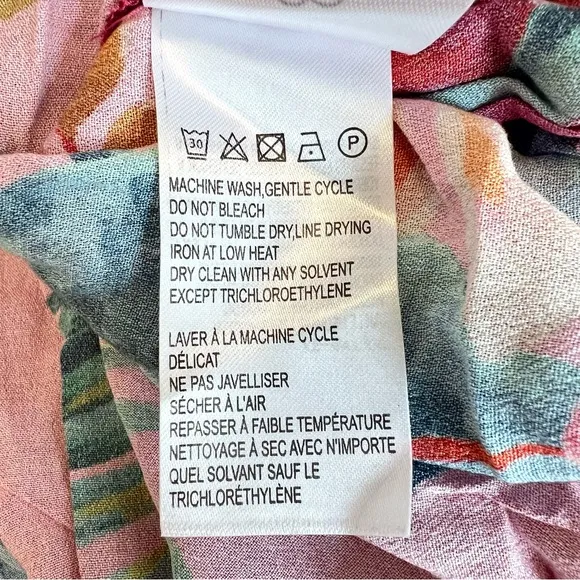 30 P
MACHINE WASH,GENTLE CYCLE
DO NOT BLEACH
DO NOT TUMBLE DRY,LINE DRYING
IRON AT LOW HEAT
DRY CLEAN WITH ANY SOLVENT
EXCEPT TRICHLOROETHYLENE
LAVER À LA MACHINE CYCLE
DÉLICAT
NE PAS JAVELLISER
SÉCHER À L'AIR
REPASSER À FAIBLE TEMPÉRATURE
NETTOYAGE À SEC AVEC N'IMPORTE
QUEL SOLVANT SAUF LE
TRICHLORÉTHYLÈNE